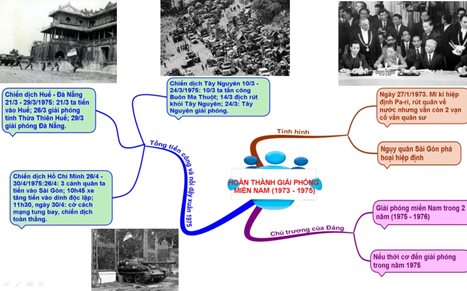 Chiến dịch Huế - Đà Nẵng
21/3 - 29/3/1975: 21/3 ta tiến
vào Huế; 26/3 giải phóng
tỉnh Thừa Thiên Huế; 29/3
giải phóng Đà Nẵng.
Chiến dịch Tây Nguyên 10/3 -
24/3/1975: 10/3 ta tấn công
Buôn Ma Thuột; 14/3 địch rút
khỏi Tây Nguyên; 24/3: Tây
Nguyên giải phóng.
Chiến dịch Hồ Chí Minh 26/4 -
30/4/1975:26/4: 3 cánh quân ta
tiến vào Sài Gòn; 10h45 xe
tăng tiến vào dinh độc lập;
11h30, ngày 30/4: cờ cách
mạng tung bay, chiến dịch
toàn thắng.
Tổng tiến công và nổi dậy xuân 1975
HOÀN THÀNH GIẢI PHÓNG
MIỀN NAM (1973 - 1975)
Tình hình
Ngày 27/1/1973. Mĩ kí hiệp
định Pa-ri, rút quân về
nước nhưng vẫn còn 2 vạn
cố vấn quân sư
Ngụy quân Sài Gòn phá
hoại hiệp định
Chủ trương của Đảng
Giải phóng miền Nam trong 2
năm (1975 - 1976)
Nếu thời cơ đến giải phóng
trong năm 1975